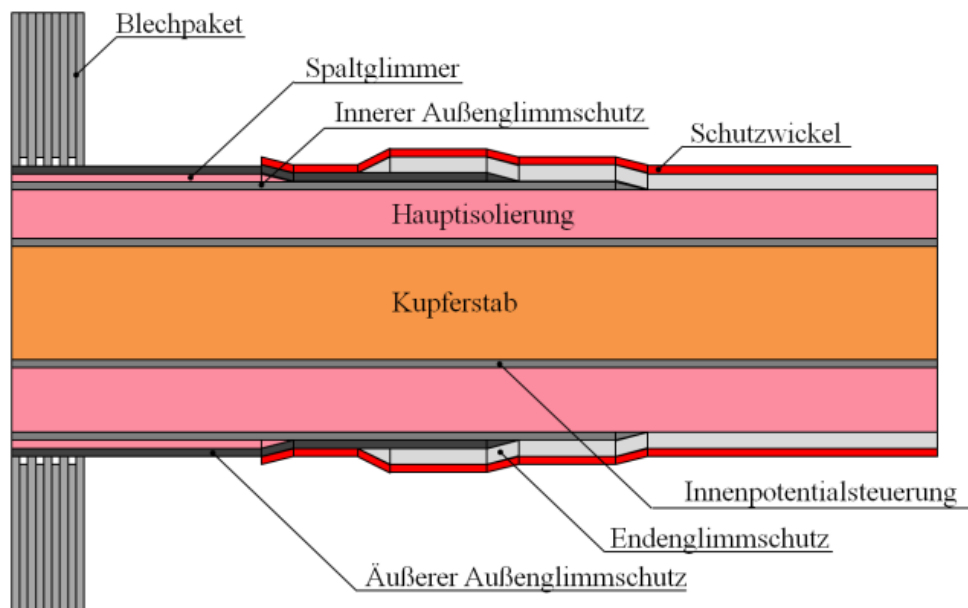 Blechpaket
Spaltglimmer
Innerer Außenglimmschutz
Schutzwickel
Hauptisolierung
Kupferstab
Innenpotentialsteuerung
Endenglimmschutz
Äußerer Außenglimmschutz